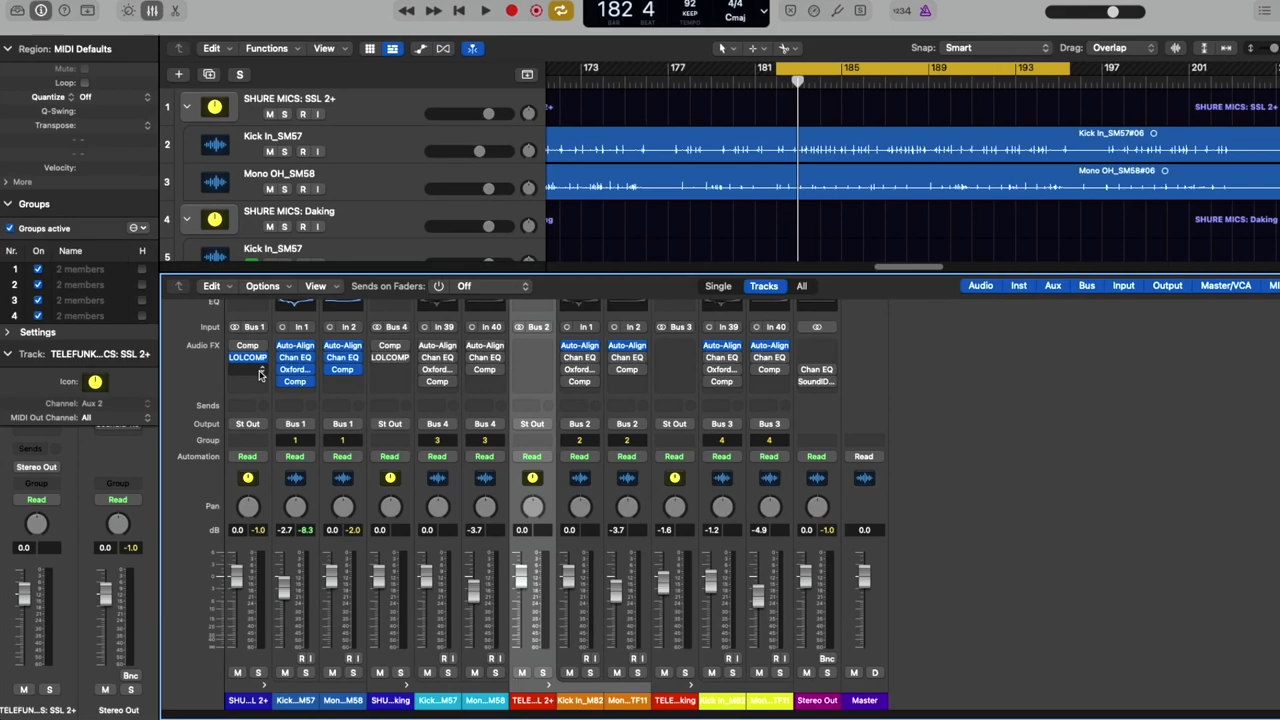 182 4
BAR BEAT
92
KEEP
TEMPO
4/4
Cmaj
1234
Region: MIDI Defaults
Mute:
Loop:
Quantize Off
Q-Swing:
Transpose:
Velocity:
More
Groups
Groups active
Nr. On Name H
1 2 members
2 2 members
3 2 members
4 2 members
Settings
Track: TELEFUNK...CS: SSL 2+
Icon:
Channel: Aux 2
MIDI Out Channel: All
Sends
Stereo Out
Group Group
Read Read
0.0 0.0 -1.0
Bnc
M S M S
TELE...L 2+ Stereo Out
Edit Functions View
Snap: Smart Drag: Overlap
S
173 177 181 185 189 193 197 201
1 SHURE MICS: SSL 2+
M S R I
SHURE MICS: SSL 2+
2 Kick In_SM57
M S R I
Kick In_SM57#06
3 Mono OH_SM58
M S R I
Mono OH_SM58#06
4 SHURE MICS: Daking
M S R I
SHURE MICS: Daking
5 Kick In_SM57
Edit Options View Sends on Faders: Off Single Tracks All Audio Inst Aux Bus Input Output Master/VCA
EQ
Input Bus 1 In 1 In 2 Bus 4 In 39 In 40 Bus 2 In 1 In 2 Bus 3 In 39 In 40
Audio FX Comp Auto-Align Auto-Align Comp Auto-Align Auto-Align Auto-Align Auto-Align Auto-Align Auto-Align
LOLCOMP Chan EQ Chan EQ LOLCOMP Chan EQ Chan EQ Chan EQ Chan EQ Chan EQ Chan EQ
Oxford... Comp Oxford... Comp Oxford... Comp Oxford... Comp Chan EQ
Comp Comp Comp Comp SoundID...
Sends
Output St Out Bus 1 Bus 1 St Out Bus 4 Bus 4 St Out Bus 2 Bus 2 St Out Bus 3 Bus 3
Group 1 1 3 3 2 2 4 4
Automation Read Read Read Read Read Read Read Read Read Read Read Read Read Read
Pan
dB 0.0 -1.0 -2.7 -8.3 0.0 -2.0 0.0 0.0 -3.7 0.0 0.0 -3.7 -1.6 -1.2 -4.9 0.0 -1.0 0.0
R I R I R I R I R I R I R I R I Bnc
M S M S M S M S M S M S M S M S M S M S M S M S M S M D
SHU...L 2+ Kick...M57 Mon...M58 SHU...king Kick...M57 Mon...M58 TELE...L 2+ Kick In_M82 Mon...TF11 TELE...king Kick In_M82 Mon...TF11 Stereo Out Master